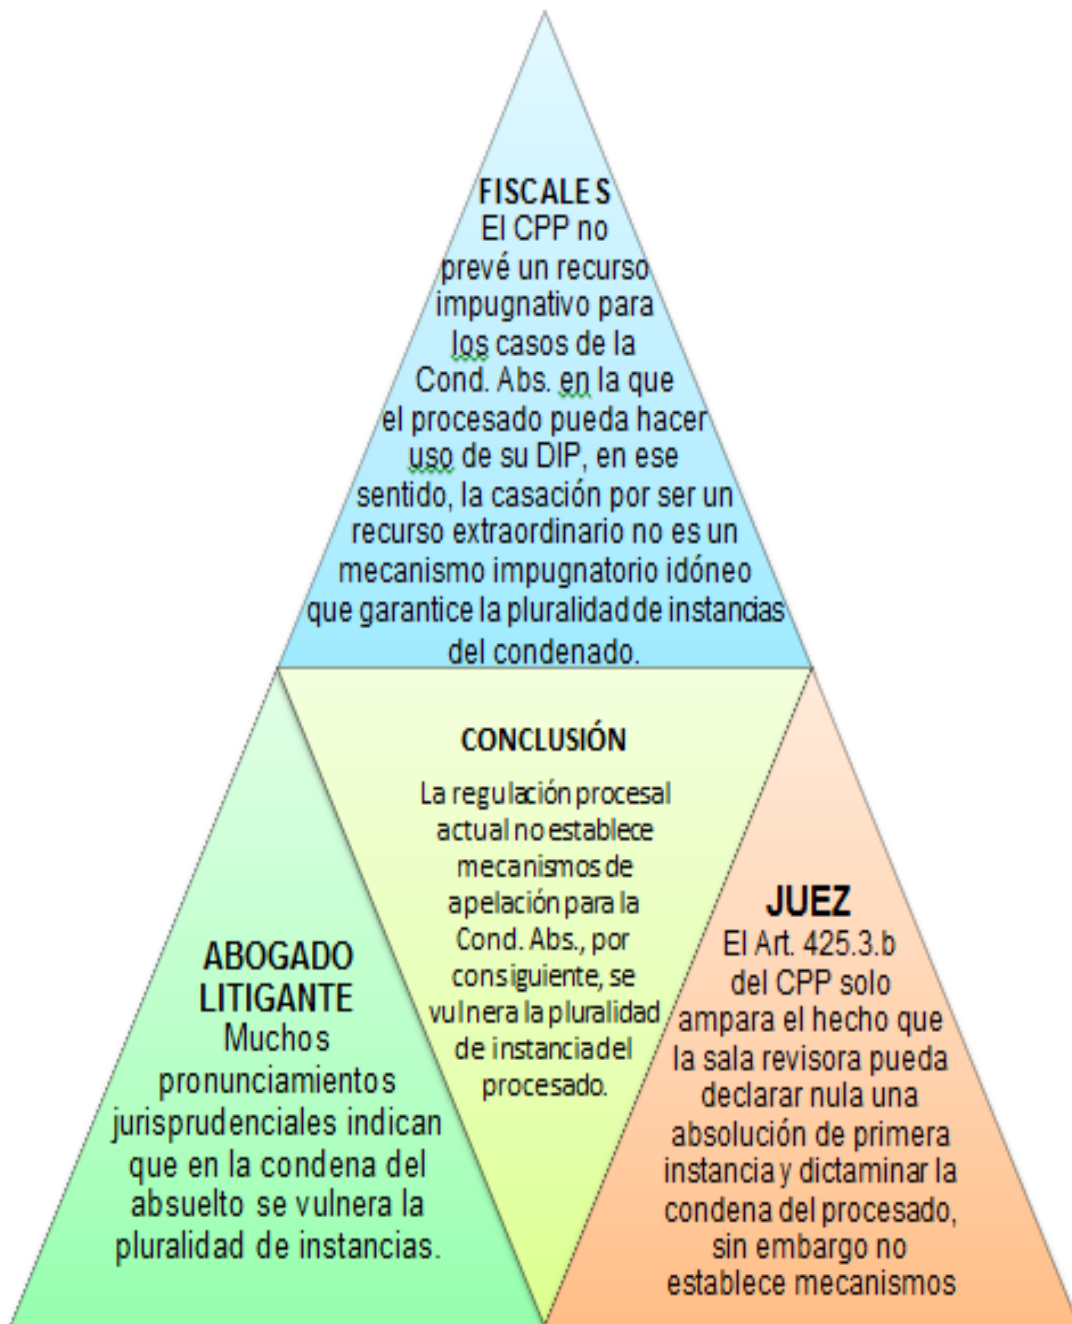 FISCALES
El CPP no
prevé un recurso
impugnativo para
los casos de la
Cond. Abs. en la que
el procesado pueda hacer
uso de su DIP, en ese
sentido, la casación por ser un
recurso extraordinario no es un
mecanismo impugnatorio idóneo
que garantice la pluralidad de instancias
del condenado.
CONCLUSIÓN
La regulación procesal
actual no establece
mecanismos de
apelación para la
Cond. Abs., por
consiguiente, se
vulnera la pluralidad
de instancia del
procesado.
ABOGADO
LITIGANTE
Muchos
pronunciamientos
jurisprudenciales indican
que en la condena del
absuelto se vulnera la
pluralidad de instancias.
JUEZ
El Art. 425.3.b
del CPP solo
ampara el hecho que
la sala revisora pueda
declarar nula una
absolución de primera
instancia y dictaminar la
condena del procesado,
sin embargo no
establece mecanismos